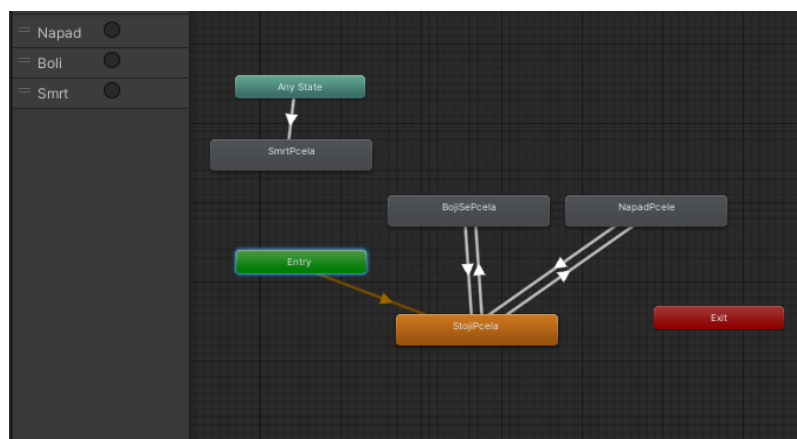 Napad
Boli
Smrt
Any State
SmrtPcela
BojiSePcela
NapadPcele
Entry
StojiPcela
Exit